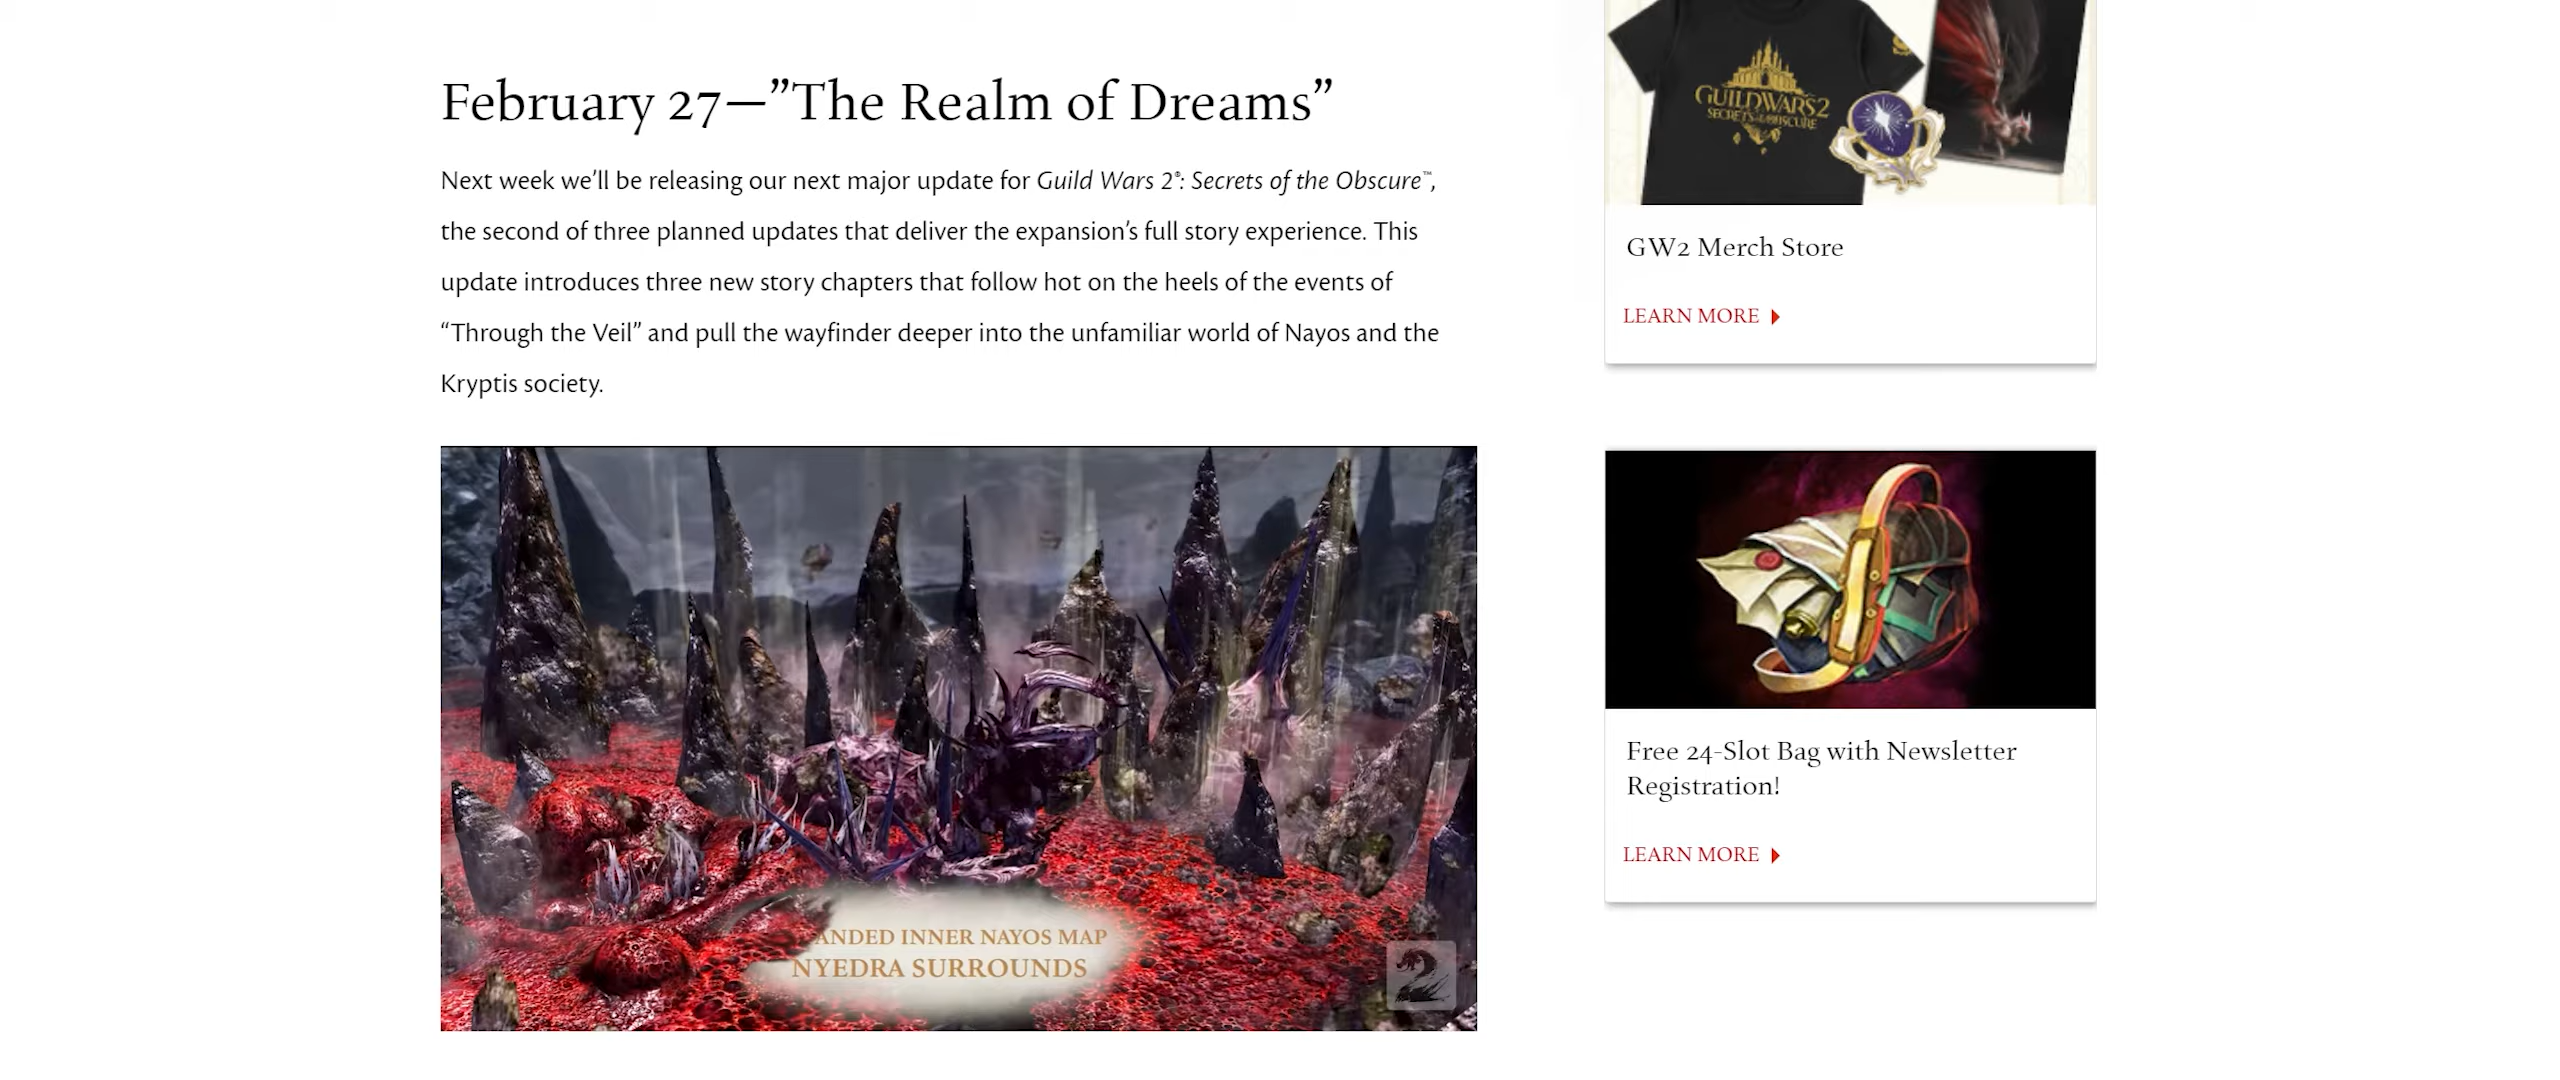 February 27—”The Realm of Dreams”
Next week we’ll be releasing our next major update for Guild Wars 2®: Secrets of the Obscure™,
the second of three planned updates that deliver the expansion’s full story experience. This
update introduces three new story chapters that follow hot on the heels of the events of
“Through the Veil” and pull the wayfinder deeper into the unfamiliar world of Nayos and the
Kryptis society.
ANDED INNER NAYOS MAP
NYEDRA SURROUNDS
2
GUILD WARS 2
SECRETS OF THE OBSCURE
GW2 Merch Store
LEARN MORE
Free 24-Slot Bag with Newsletter
Registration!
LEARN MORE